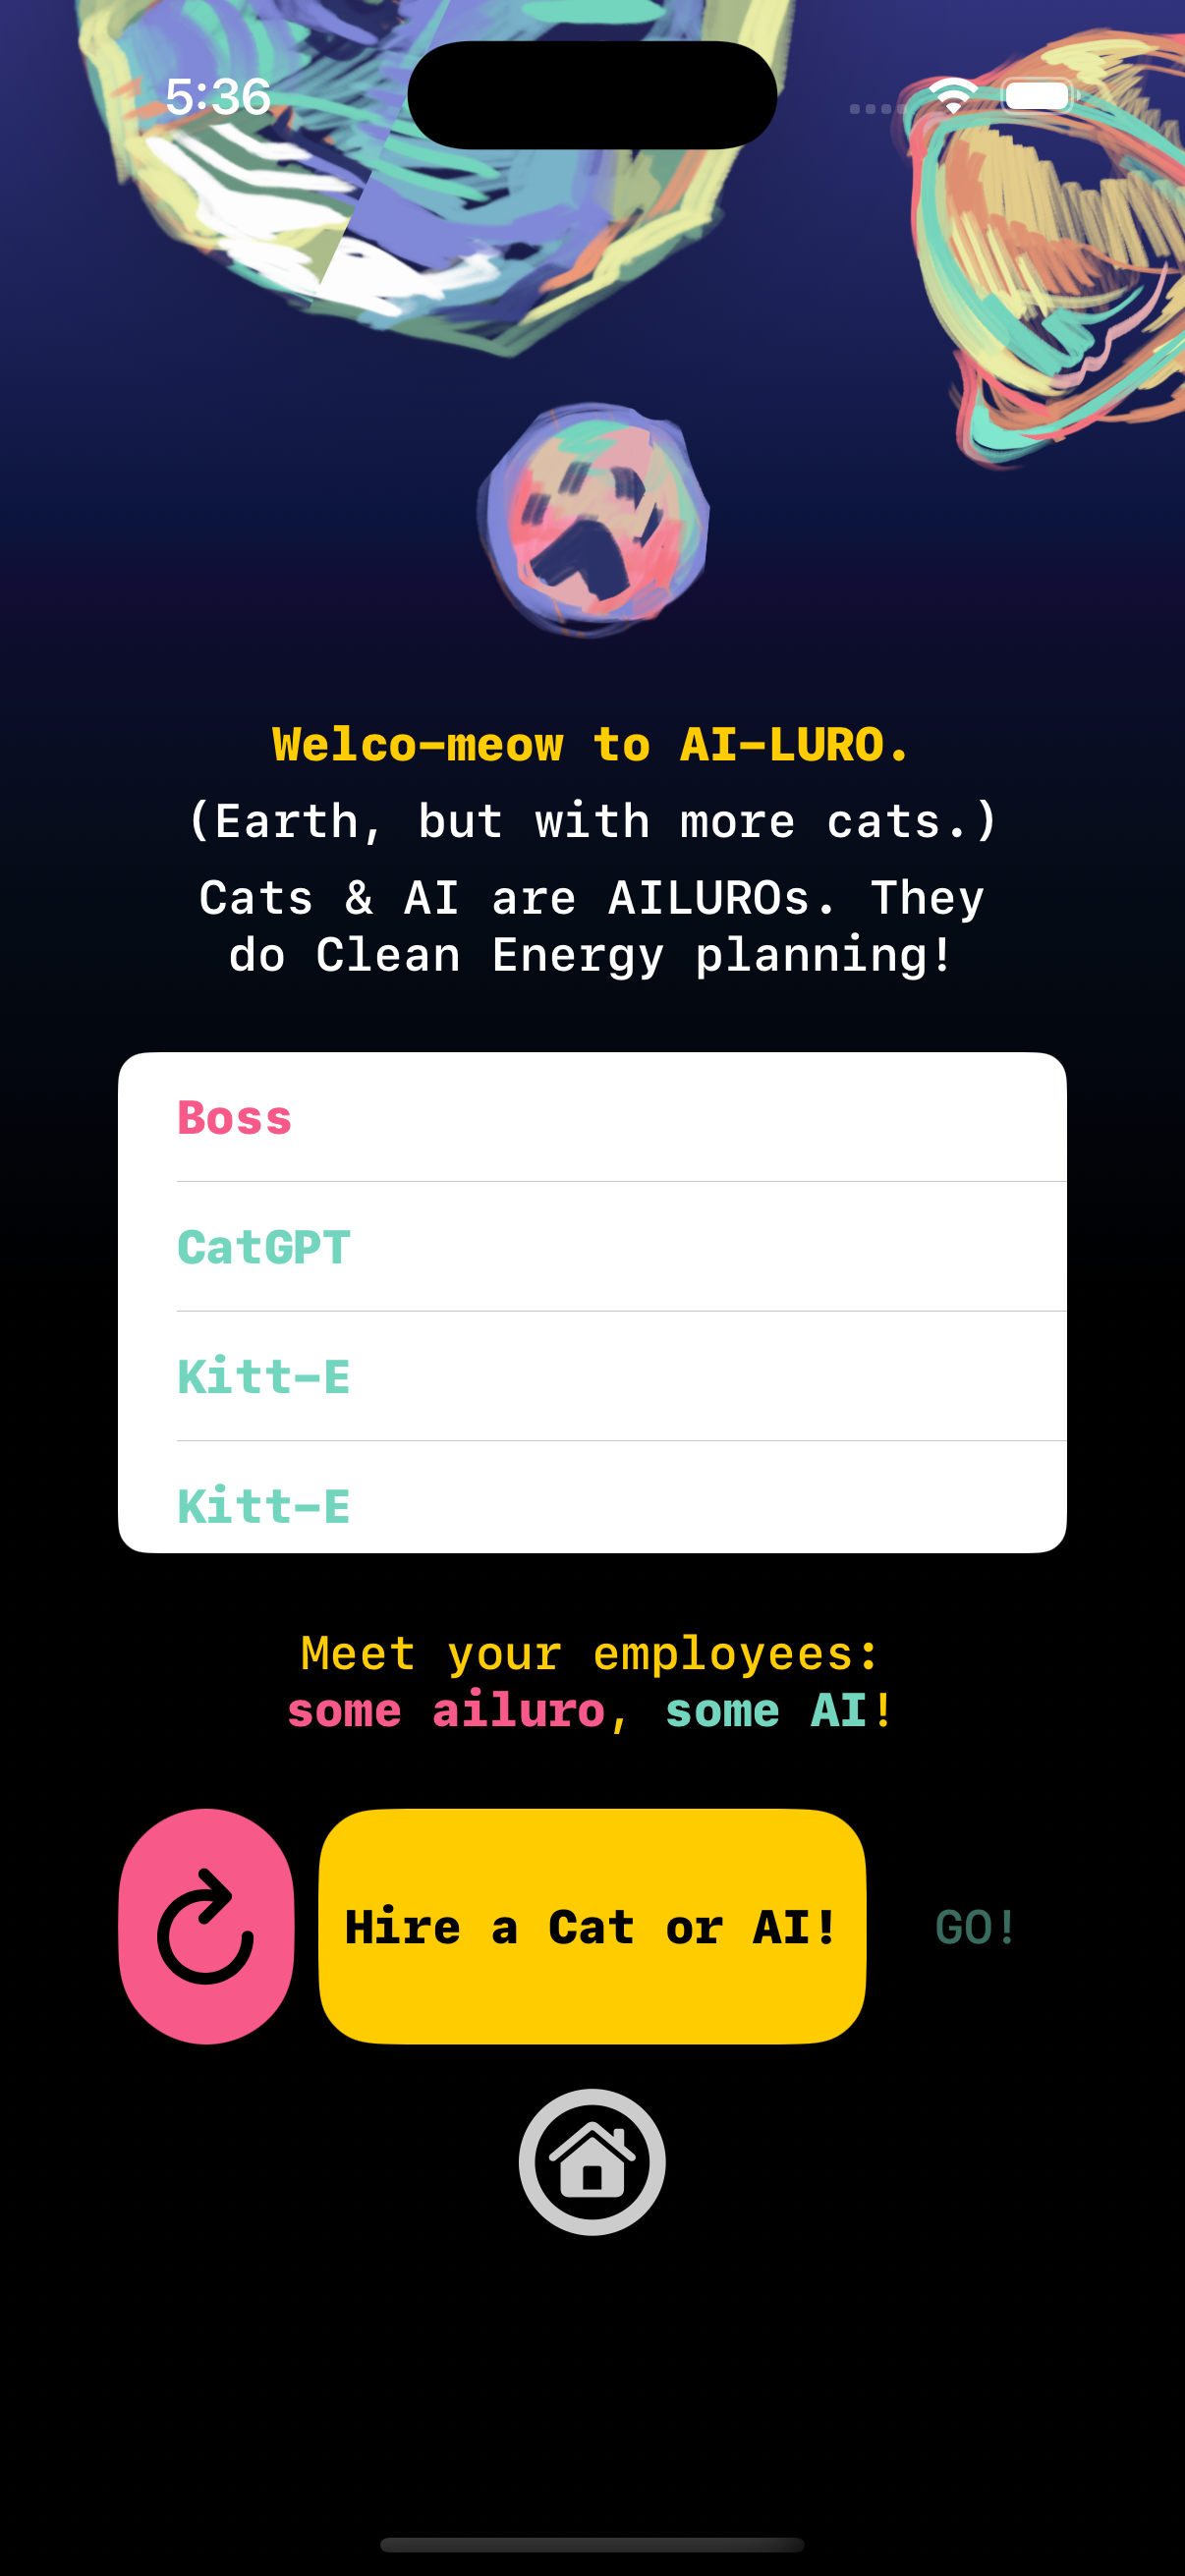 5:36
Welco-meow to AI-LURO.
(Earth, but with more cats.)
Cats & AI are AILUROs. They
do Clean Energy planning!
Boss
CatGPT
Kitt-E
Kitt-E
Meet your employees:
some ailuro, some AI!
Hire a Cat or AI!
GO!